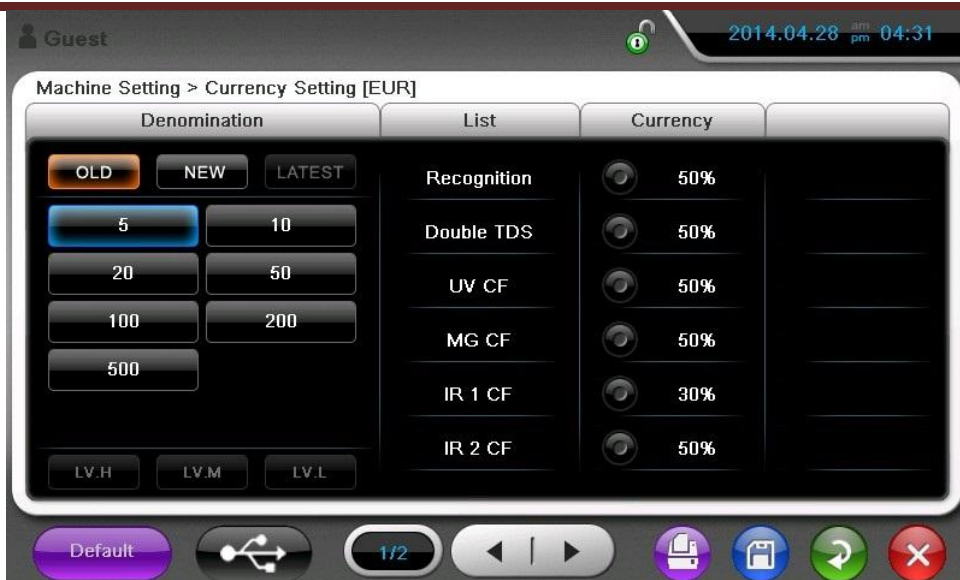 Guest
2014.04.28 am pm 04:31
Machine Setting > Currency Setting [EUR]
Denomination List Currency
OLD NEW LATEST
5 10
20 50
100 200
500
LV.H LV.M LV.L
Recognition 50%
Double TDS 50%
UV CF 50%
MG CF 50%
IR 1 CF 30%
IR 2 CF 50%
Default 1/2